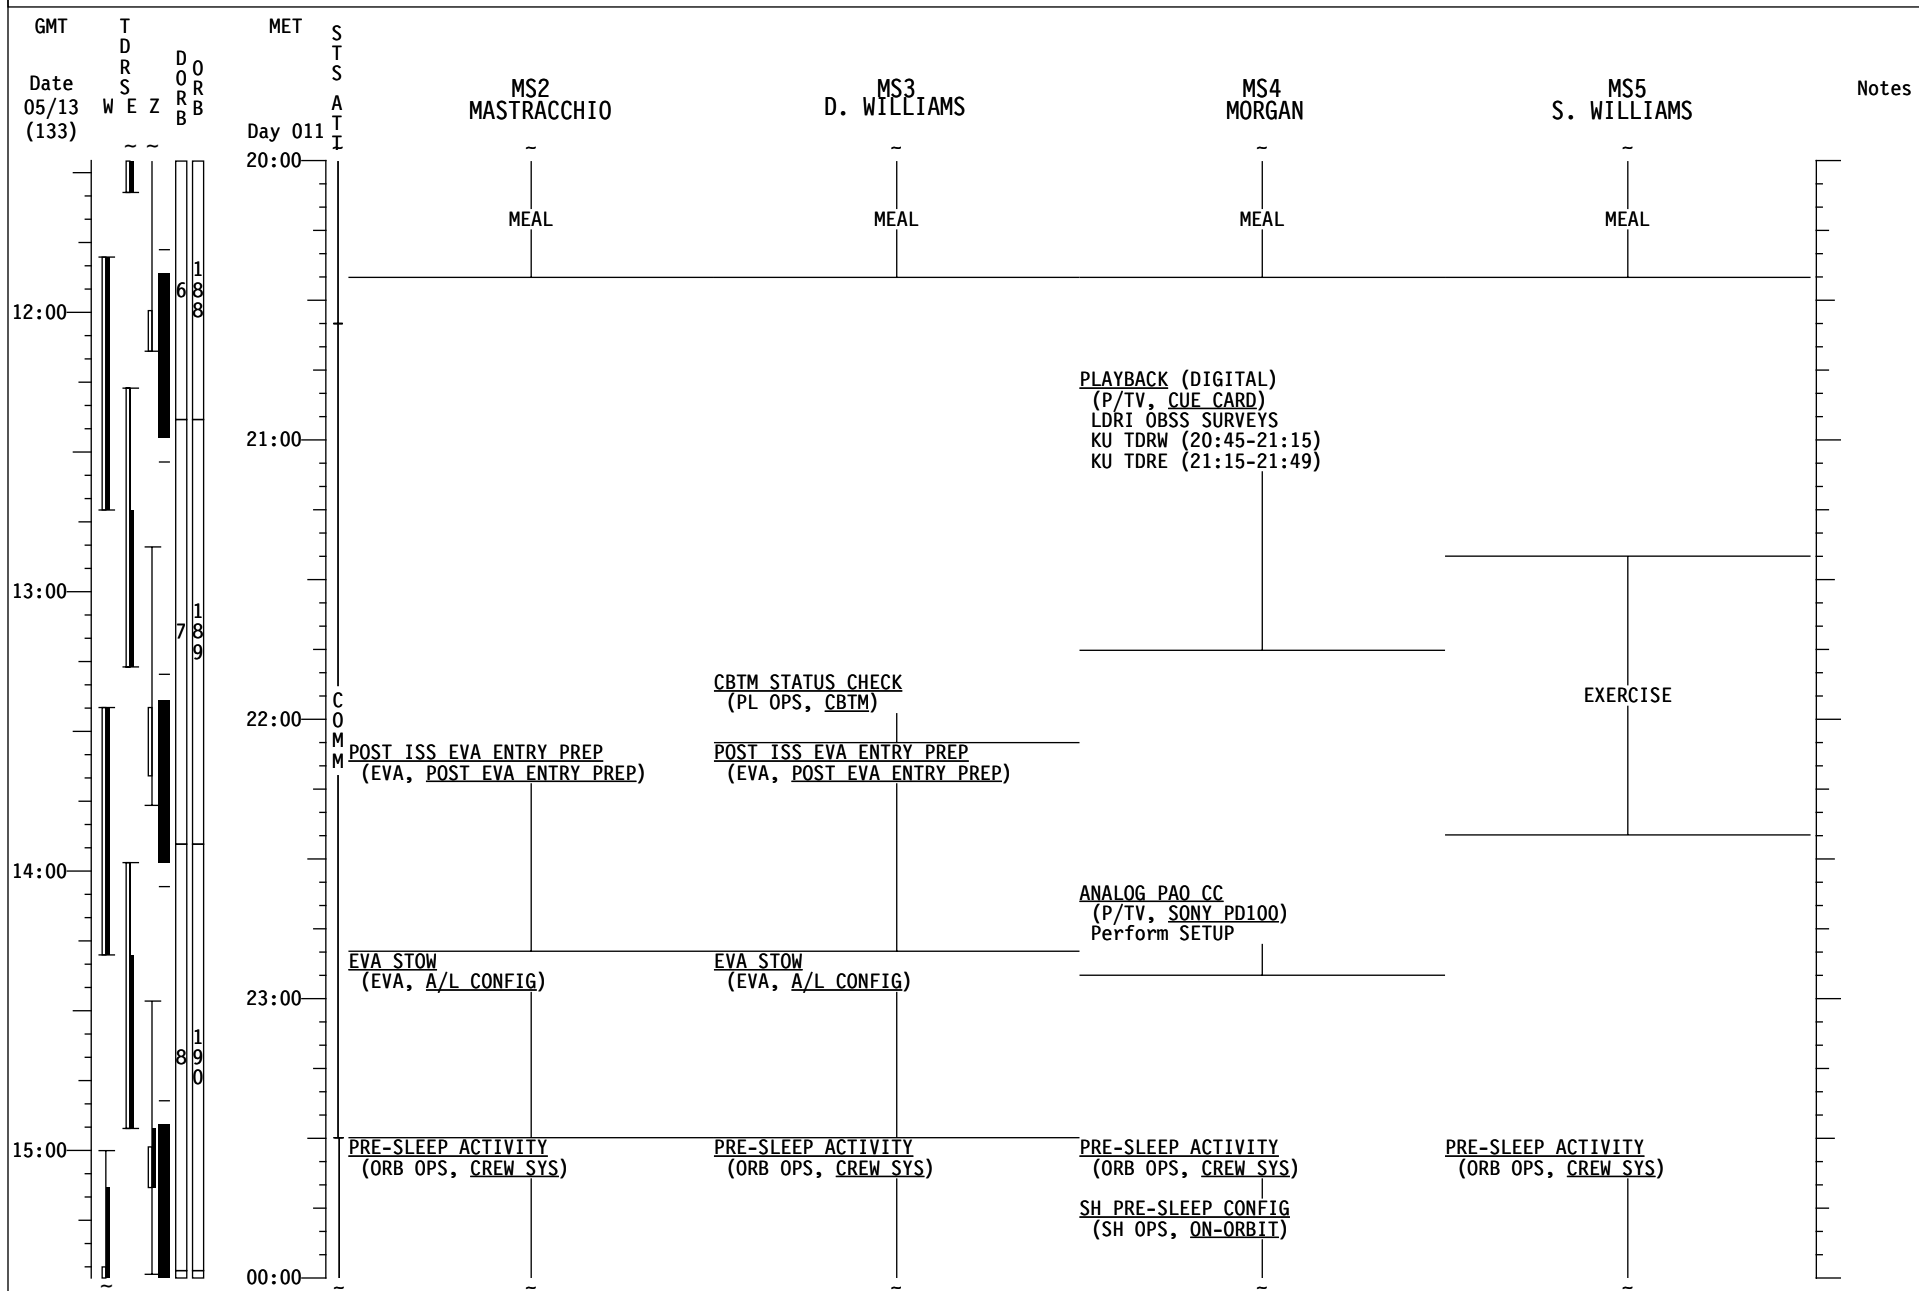 GMT
T
D
R
S
W E Z
D
O
R
B
O
R
B
MET
S
T
S
A
T
T
Date
05/13
(133)
Day 011
MS2
MASTRACCHIO
MS3
D. WILLIAMS
MS4
MORGAN
MS5
S. WILLIAMS
Notes
~ ~ ~ ~ ~ ~
20:00
MEAL MEAL MEAL MEAL
6
1
8
8
12:00
PLAYBACK (DIGITAL)
(P/TV, CUE CARD)
LDRI OBSS SURVEYS
KU TDRW (20:45-21:15)
KU TDRE (21:15-21:49)
21:00
13:00
7
1
8
9
CBTM STATUS CHECK
(PL OPS, CBTM)
EXERCISE
22:00
C
O
M
M
POST ISS EVA ENTRY PREP
(EVA, POST EVA ENTRY PREP)
POST ISS EVA ENTRY PREP
(EVA, POST EVA ENTRY PREP)
14:00
ANALOG PAO CC
(P/TV, SONY PD100)
Perform SETUP
EVA STOW
(EVA, A/L CONFIG)
EVA STOW
(EVA, A/L CONFIG)
23:00
8
1
9
0
15:00
PRE-SLEEP ACTIVITY
(ORB OPS, CREW SYS)
PRE-SLEEP ACTIVITY
(ORB OPS, CREW SYS)
PRE-SLEEP ACTIVITY
(ORB OPS, CREW SYS)
PRE-SLEEP ACTIVITY
(ORB OPS, CREW SYS)
SH PRE-SLEEP CONFIG
(SH OPS, ON-ORBIT)
00:00
~ ~ ~ ~ ~ ~